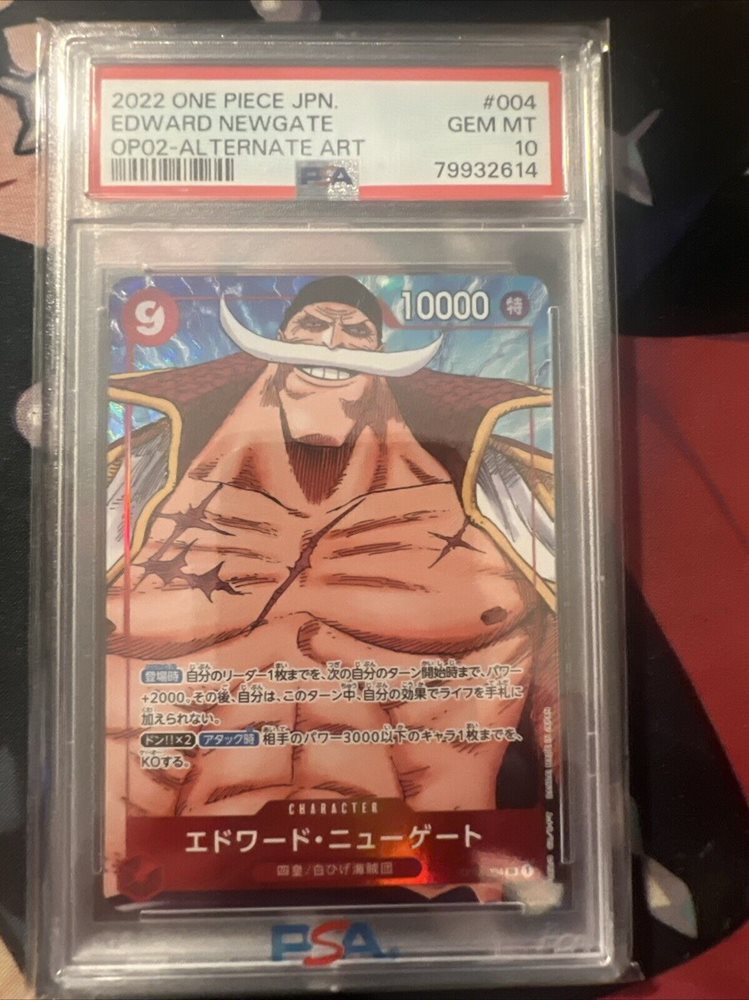 2022 ONE PIECE JPN. #004
EDWARD NEWGATE GEM MT
OP02-ALTERNATE ART 10
PSA 79932614
9 10000 特
登場時 自分のリーダー1枚までを、次の自分のターン開始時まで、パワー
+2000。その後、自分は、このターン中、自分の効果でライフを手札に
加えられない。
ドン!!×2 アタック時 相手のパワー3000以下のキャラ1枚までを、
KOする。
CHARACTER
エドワード・ニューゲート
四皇/白ひげ海賊団
PSA